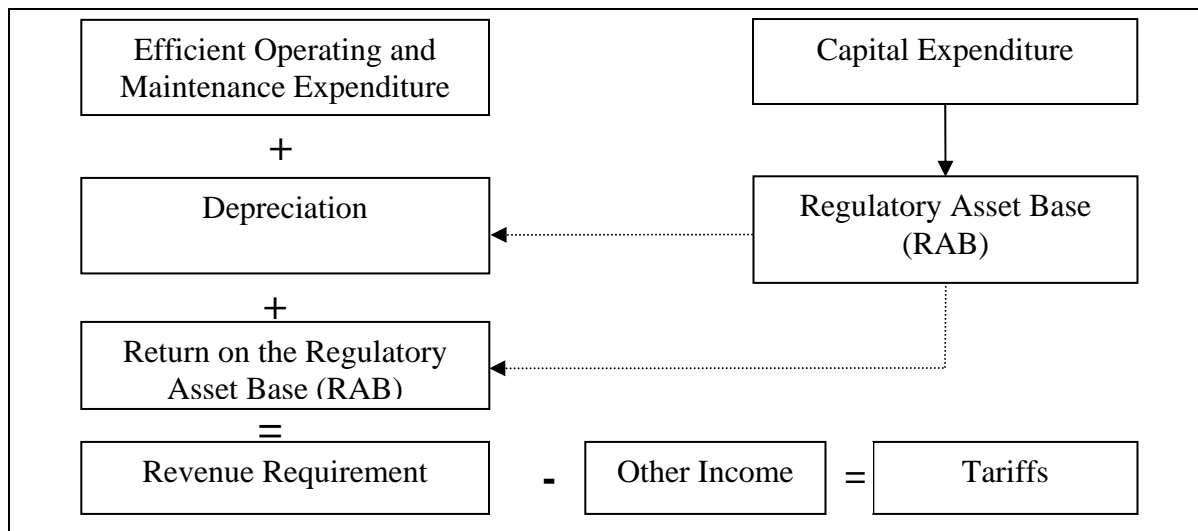 Efficient Operating and
Maintenance Expenditure
Capital Expenditure
+
Depreciation
Regulatory Asset Base
(RAB)
+
Return on the Regulatory
Asset Base (RAB)
=
Revenue Requirement - Other Income = Tariffs